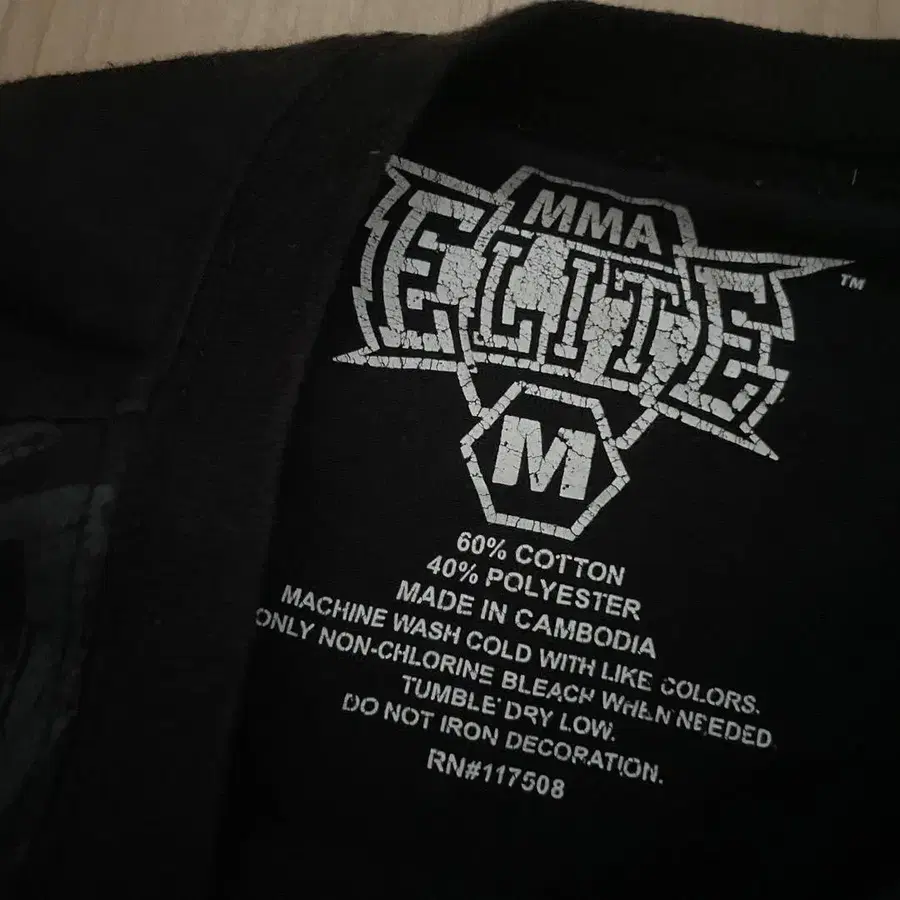 MMA
ELITE
TM
M
60% COTTON
40% POLYESTER
MADE IN CAMBODIA
MACHINE WASH COLD WITH LIKE COLORS.
ONLY NON-CHLORINE BLEACH WHEN NEEDED.
TUMBLE DRY LOW.
DO NOT IRON DECORATION.
RN#117508